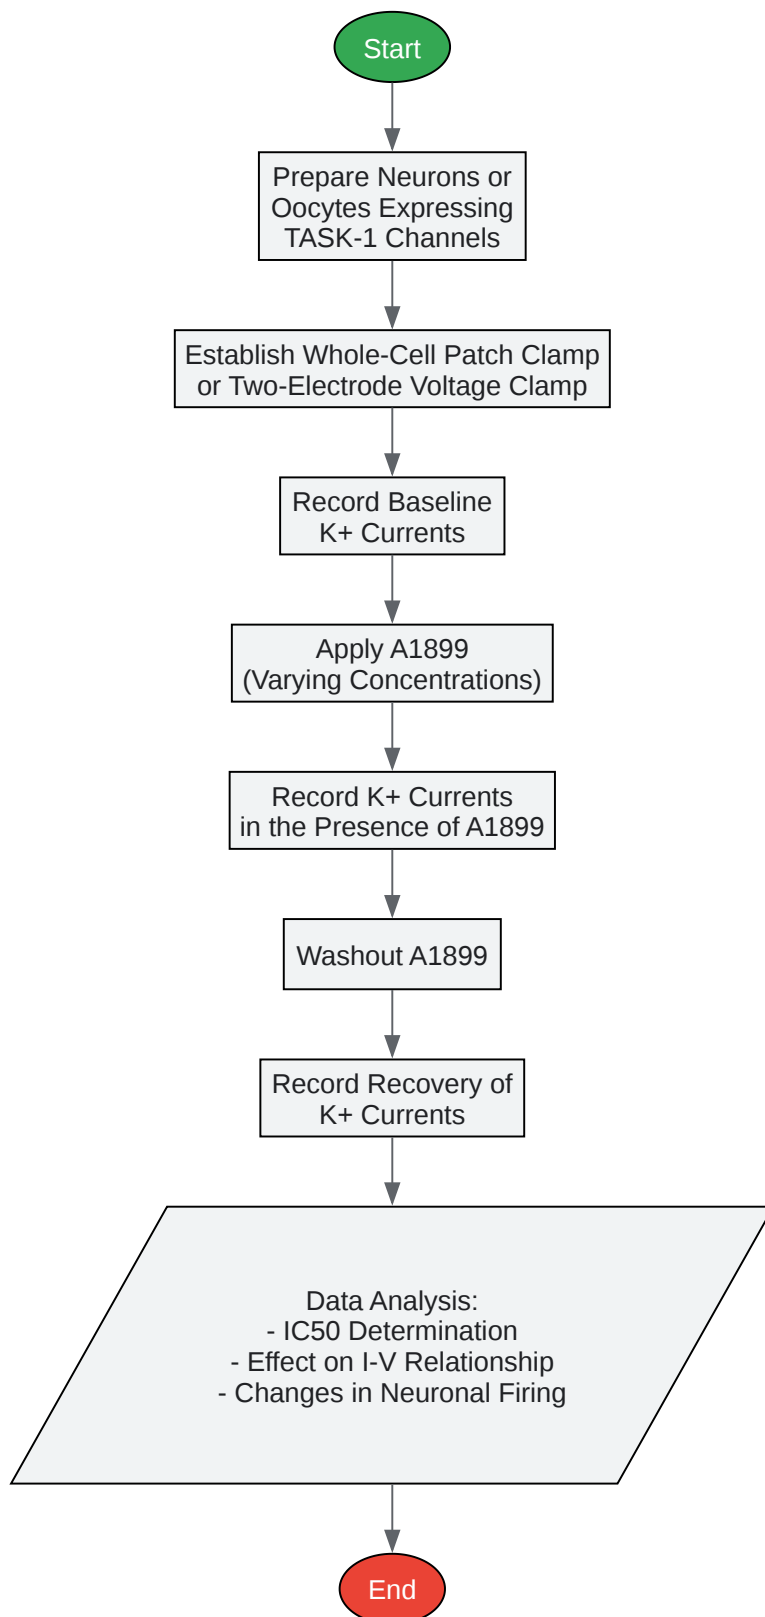 Start
Prepare Neurons or
Oocytes Expressing
TASK-1 Channels
Establish Whole-Cell Patch Clamp
or Two-Electrode Voltage Clamp
Record Baseline
K+ Currents
Apply A1899
(Varying Concentrations)
Record K+ Currents
in the Presence of A1899
Washout A1899
Record Recovery of
K+ Currents
Data Analysis:
- IC50 Determination
- Effect on I-V Relationship
- Changes in Neuronal Firing
End